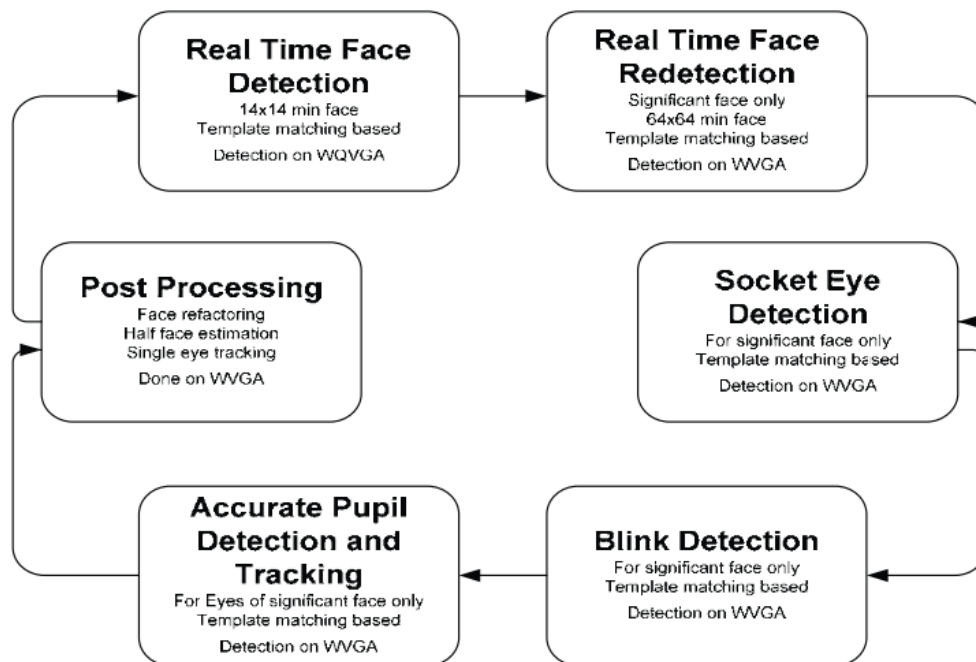 Real Time Face
Detection
14x14 min face
Template matching based
Detection on WQVGA
Real Time Face
Redetection
Significant face only
64x64 min face
Template matching based
Detection on WVGA
Socket Eye
Detection
For significant face only
Template matching based
Detection on WVGA
Blink Detection
For significant face only
Template matching based
Detection on WVGA
Accurate Pupil
Detection and
Tracking
For Eyes of significant face only
Template matching based
Detection on WVGA
Post Processing
Face refactoring
Half face estimation
Single eye tracking
Done on WVGA